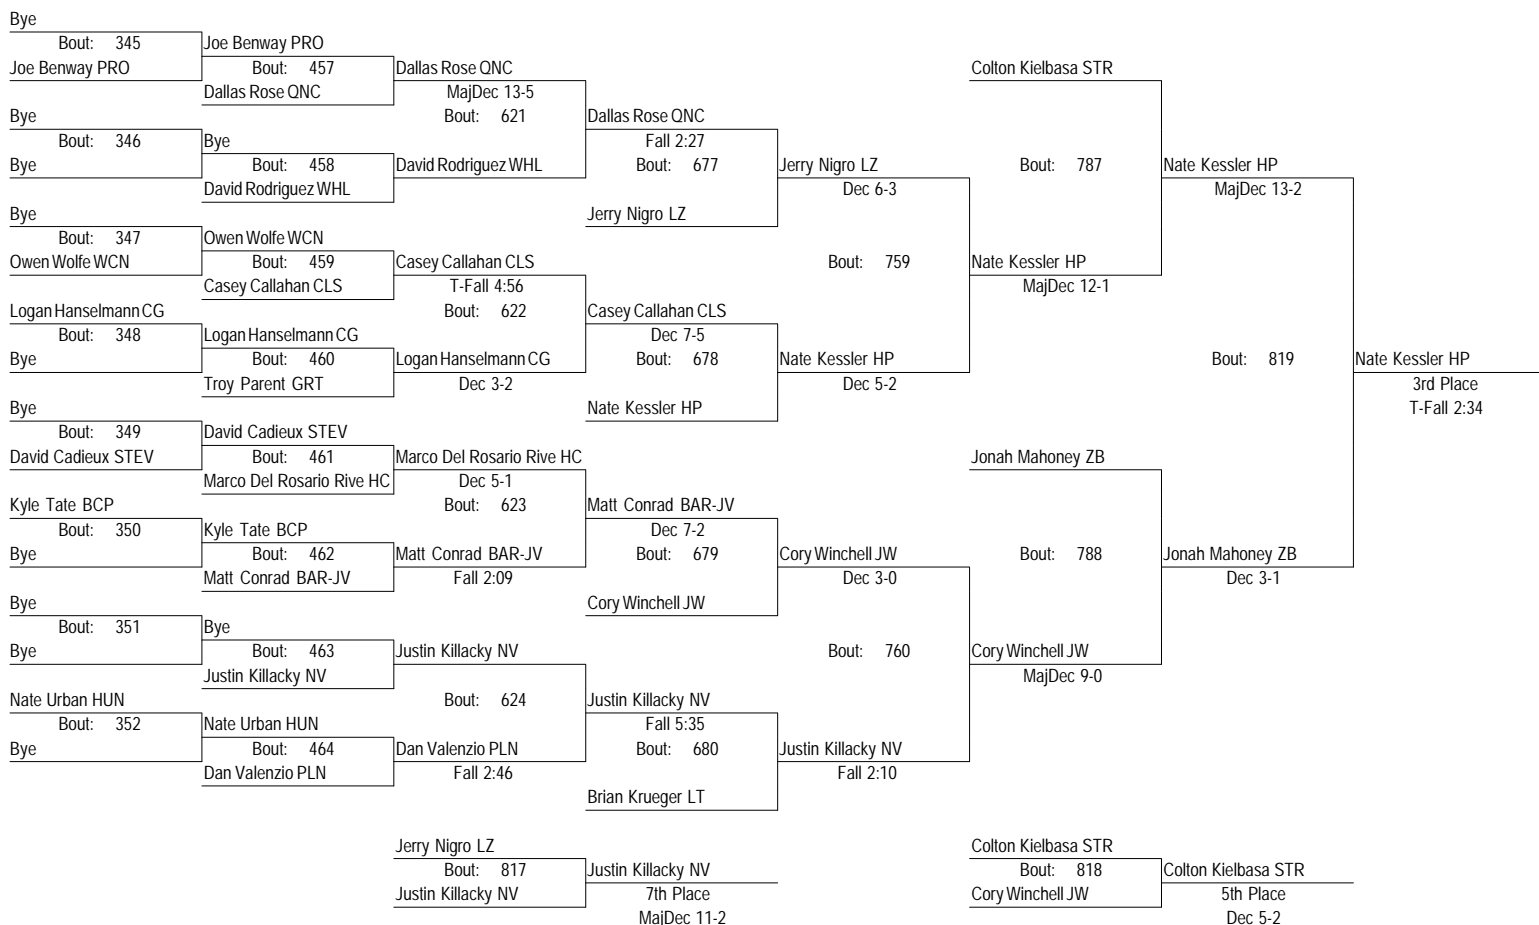 Bye
Bout: 345
Joe Benway PRO
Bye
Bout: 346
Bye
Bye
Bout: 347
Owen Wolfe WCN
Logan Hanselmann CG
Bout: 348
Bye
Bye
Bout: 349
David Cadieux STEV
Kyle Tate BCP
Bout: 350
Bye
Bye
Bout: 351
Bye
Nate Urban HUN
Bout: 352
Bye
Joe Benway PRO
Bout: 457
Dallas Rose QNC
Bye
Bout: 458
David Rodriguez WHL
Owen Wolfe WCN
Bout: 459
Casey Callahan CLS
Logan Hanselmann CG
Bout: 460
Troy Parent GRT
David Cadieux STEV
Bout: 461
Marco Del Rosario Rive HC
Kyle Tate BCP
Bout: 462
Matt Conrad BAR-JV
Bye
Bout: 463
Justin Killacky NV
Nate Urban HUN
Bout: 464
Dan Valenzio PLN
Dallas Rose QNC
MajDec 13-5
Bout: 621
David Rodriguez WHL
Casey Callahan CLS
T-Fall 4:56
Bout: 622
Logan Hanselmann CG
Dec 3-2
Marco Del Rosario Rive HC
Dec 5-1
Bout: 623
Matt Conrad BAR-JV
Fall 2:09
Justin Killacky NV
Bout: 624
Dan Valenzio PLN
Fall 2:46
Dallas Rose QNC
Fall 2:27
Bout: 677
Jerry Nigro LZ
Casey Callahan CLS
Dec 7-5
Bout: 678
Nate Kessler HP
Matt Conrad BAR-JV
Dec 7-2
Bout: 679
Cory Winchell JW
Justin Killacky NV
Fall 5:35
Bout: 680
Brian Krueger LT
Jerry Nigro LZ
Dec 6-3
Bout: 759
Nate Kessler HP
Dec 5-2
Cory Winchell JW
Dec 3-0
Bout: 760
Justin Killacky NV
Fall 2:10
Colton Kielbasa STR
Bout: 787
Nate Kessler HP
MajDec 12-1
Jonah Mahoney ZB
Bout: 788
Cory Winchell JW
MajDec 9-0
Nate Kessler HP
MajDec 13-2
Bout: 819
Jonah Mahoney ZB
Dec 3-1
Nate Kessler HP
3rd Place
T-Fall 2:34
Jerry Nigro LZ
Bout: 817
Justin Killacky NV
Justin Killacky NV
7th Place
MajDec 11-2
Colton Kielbasa STR
Bout: 818
Cory Winchell JW
Colton Kielbasa STR
5th Place
Dec 5-2